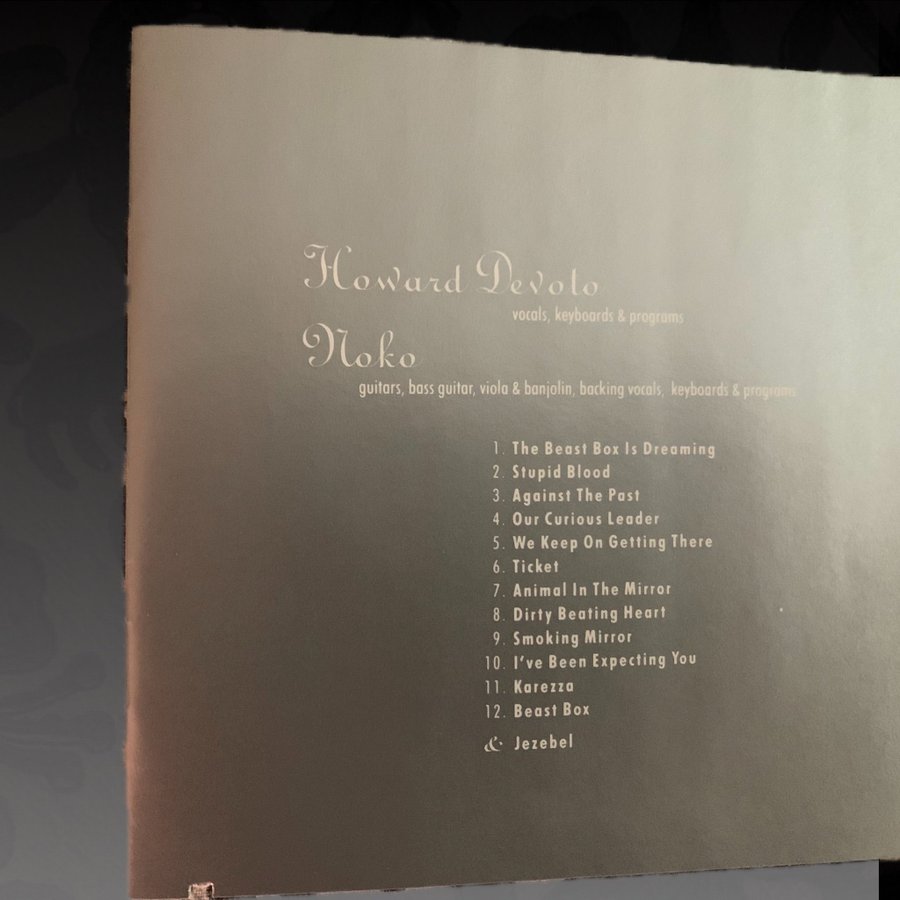 Howard Devoto
vocals, keyboards & programs
Noko
guitars, bass guitar, viola & banjolin, backing vocals, keyboards & programs
1. The Beast Box Is Dreaming
2. Stupid Blood
3. Against The Past
4. Our Curious Leader
5. We Keep On Getting There
6. Ticket
7. Animal In The Mirror
8. Dirty Beating Heart
9. Smoking Mirror
10. I've Been Expecting You
11. Karezza
12. Beast Box
& Jezebel